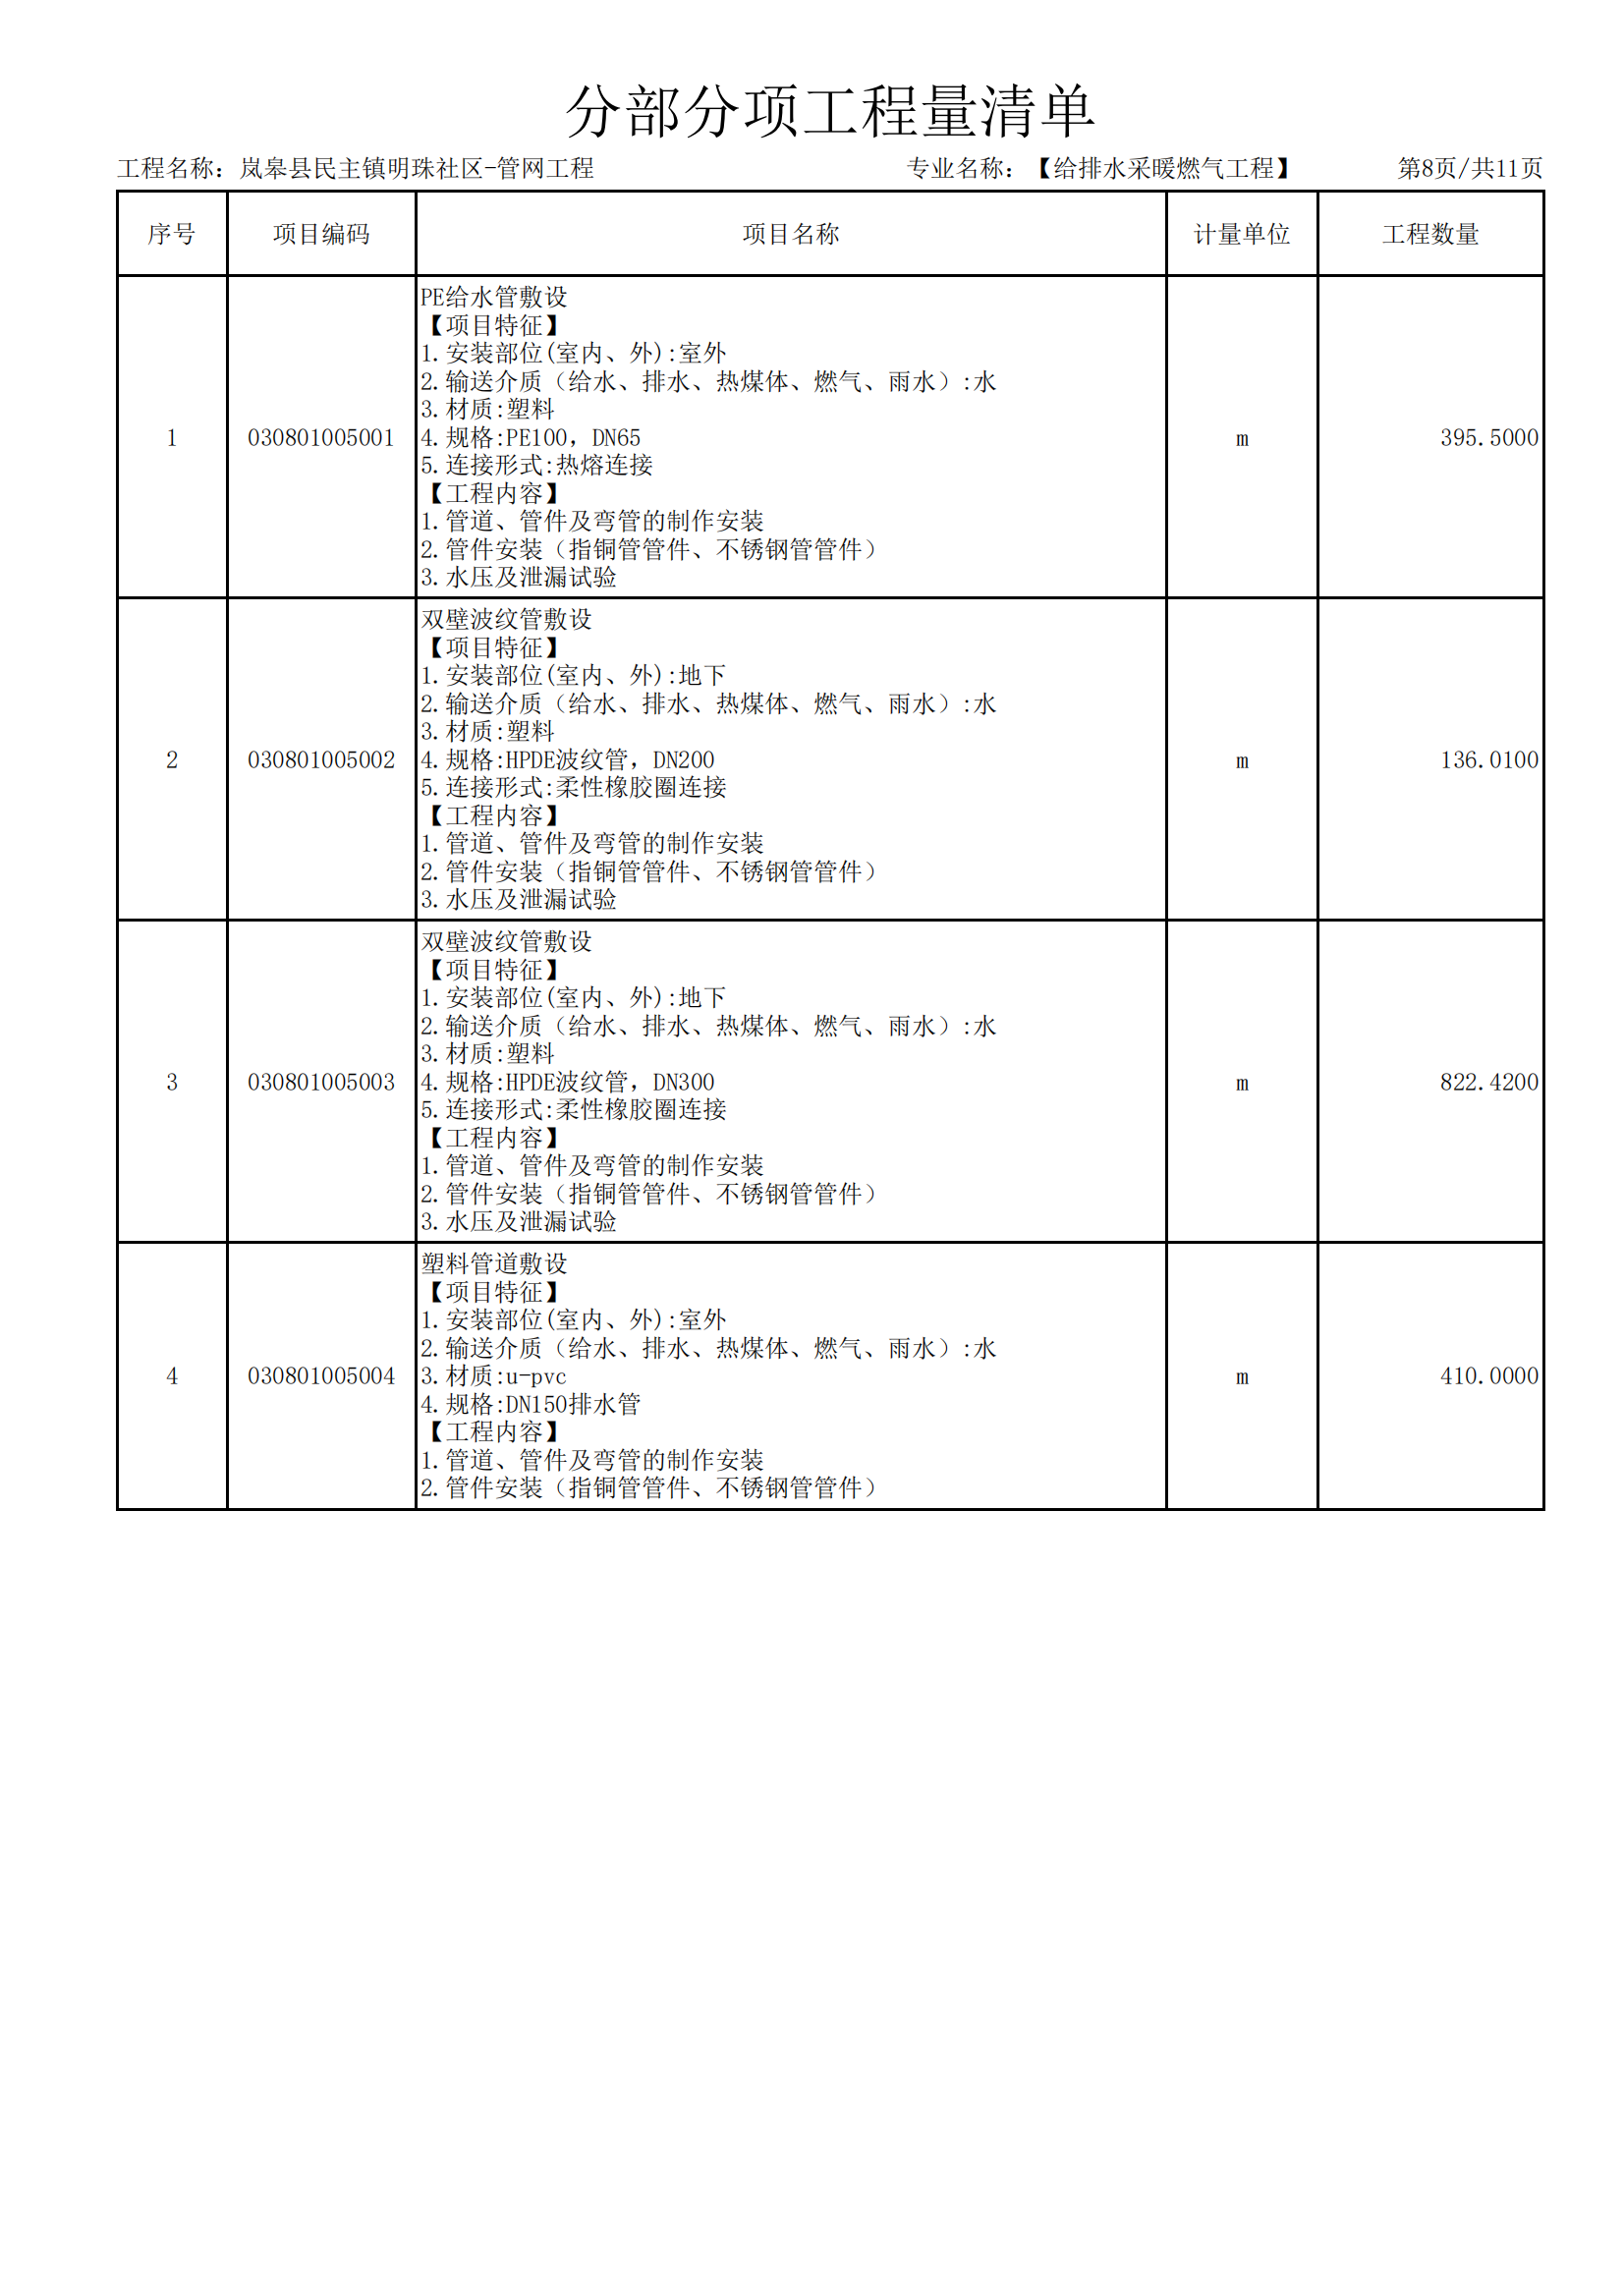 分部分项工程量清单
工程名称：岚皋县民主镇明珠社区-管网工程 专业名称：【给排水采暖燃气工程】 第8页/共11页
序号 项目编码 项目名称 计量单位 工程数量
PE给水管敷设
【项目特征】
1.安装部位(室内、外):室外
2.输送介质（给水、排水、热煤体、燃气、雨水）:水
3.材质:塑料
1 030801005001 4.规格:PE100，DN65 m 395.5000
5.连接形式:热熔连接
【工程内容】
1.管道、管件及弯管的制作安装
2.管件安装（指铜管管件、不锈钢管管件）
3.水压及泄漏试验
双壁波纹管敷设
【项目特征】
1.安装部位(室内、外):地下
2.输送介质（给水、排水、热煤体、燃气、雨水）:水
3.材质:塑料
2 030801005002 4.规格:HPDE波纹管，DN200 m 136.0100
5.连接形式:柔性橡胶圈连接
【工程内容】
1.管道、管件及弯管的制作安装
2.管件安装（指铜管管件、不锈钢管管件）
3.水压及泄漏试验
双壁波纹管敷设
【项目特征】
1.安装部位(室内、外):地下
2.输送介质（给水、排水、热煤体、燃气、雨水）:水
3.材质:塑料
3 030801005003 4.规格:HPDE波纹管，DN300 m 822.4200
5.连接形式:柔性橡胶圈连接
【工程内容】
1.管道、管件及弯管的制作安装
2.管件安装（指铜管管件、不锈钢管管件）
3.水压及泄漏试验
塑料管道敷设
【项目特征】
1.安装部位(室内、外):室外
2.输送介质（给水、排水、热煤体、燃气、雨水）:水
4 030801005004 3.材质:u-pvc m 410.0000
4.规格:DN150排水管
【工程内容】
1.管道、管件及弯管的制作安装
2.管件安装（指铜管管件、不锈钢管管件）